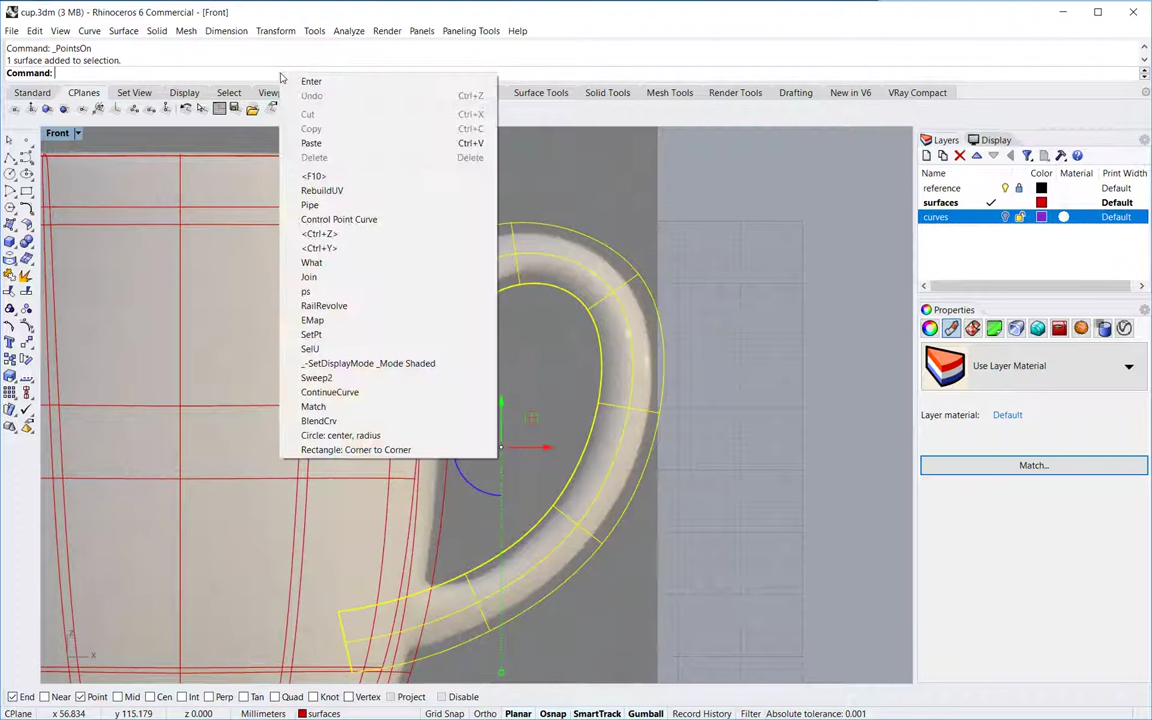 cup.3dm (3 MB) - Rhinoceros 6 Commercial - [Front]
File Edit View Curve Surface Solid Mesh Dimension Transform Tools Analyze Render Panels Paneling Tools Help
Command: _PointsOn
1 surface added to selection.
Command:
Standard CPlanes Set View Display Select View Surface Tools Solid Tools Mesh Tools Render Tools Drafting New in V6 VRay Compact
Front
Enter
Undo Ctrl+Z
Cut Ctrl+X
Copy Ctrl+C
Paste Ctrl+V
Delete Delete
<F10>
RebuildUV
Pipe
Control Point Curve
<Ctrl+Z>
<Ctrl+Y>
What
Join
ps
RailRevolve
EMap
SetPt
SelU
_-SetDisplayMode _Mode Shaded
Sweep2
ContinueCurve
Match
BlendCrv
Circle: center, radius
Rectangle: Corner to Corner
Layers Display
Name Color Material Print Width
reference Default
surfaces Default
curves Default
Properties
Use Layer Material
Layer material: Default
Match...
z
x
End Near Point Mid Cen Int Perp Tan Quad Knot Vertex Project Disable
CPlane x 56.834 y 115.179 z 0.000 Millimeters surfaces Grid Snap Ortho Planar Osnap SmartTrack Gumball Record History Filter Absolute tolerance: 0.001